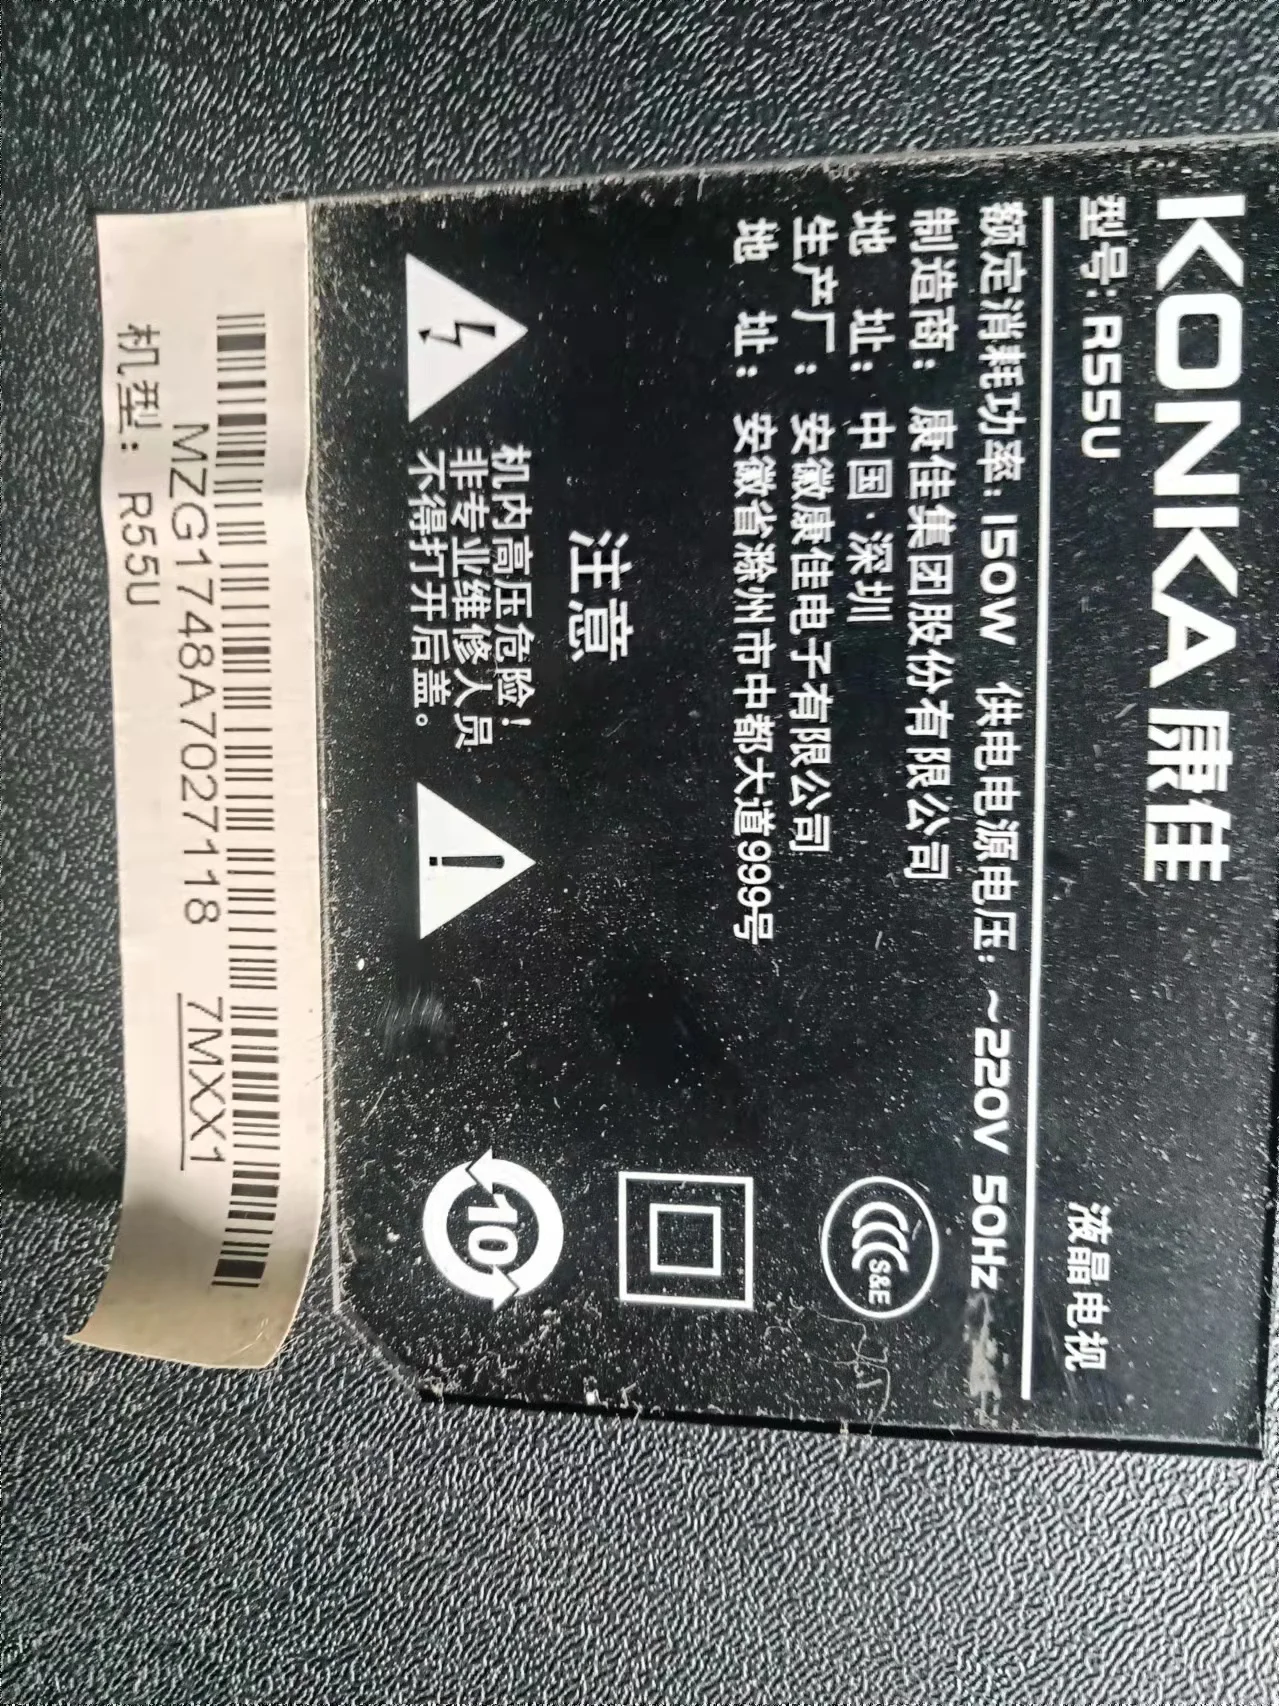 KONKA 康佳
型号: R55U
液晶电视
额定消耗功率: 150W 供电电源电压: ~220V 50Hz
制造商: 康佳集团股份有限公司
地 址: 中国·深圳
生产厂: 安徽康佳电子有限公司
地 址: 安徽省滁州市中都大道999号
S&E
注意
机内高压危险!
非专业维修人员
不得打开后盖。
10
MZG1748A702718 7MXX1
机型: R55U